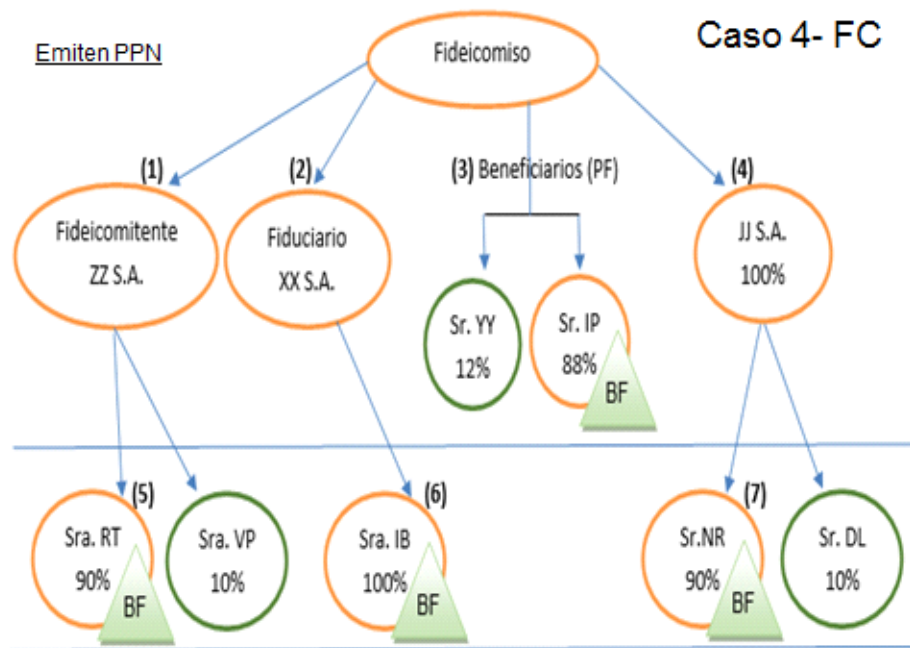 Emiten PPN
Fideicomiso
Caso 4- FC
(1)
(2)
(3) Beneficiarios (PF)
(4)
Fideicomitente
ZZ S.A.
Fiduciario
XX S.A.
Sr. YY
12%
Sr. IP
88%
BF
JJ S.A.
100%
(5)
Sra. RT
90%
BF
Sra. VP
10%
(6)
Sra. IB
100%
BF
(7)
Sr.NR
90%
BF
Sr. DL
10%